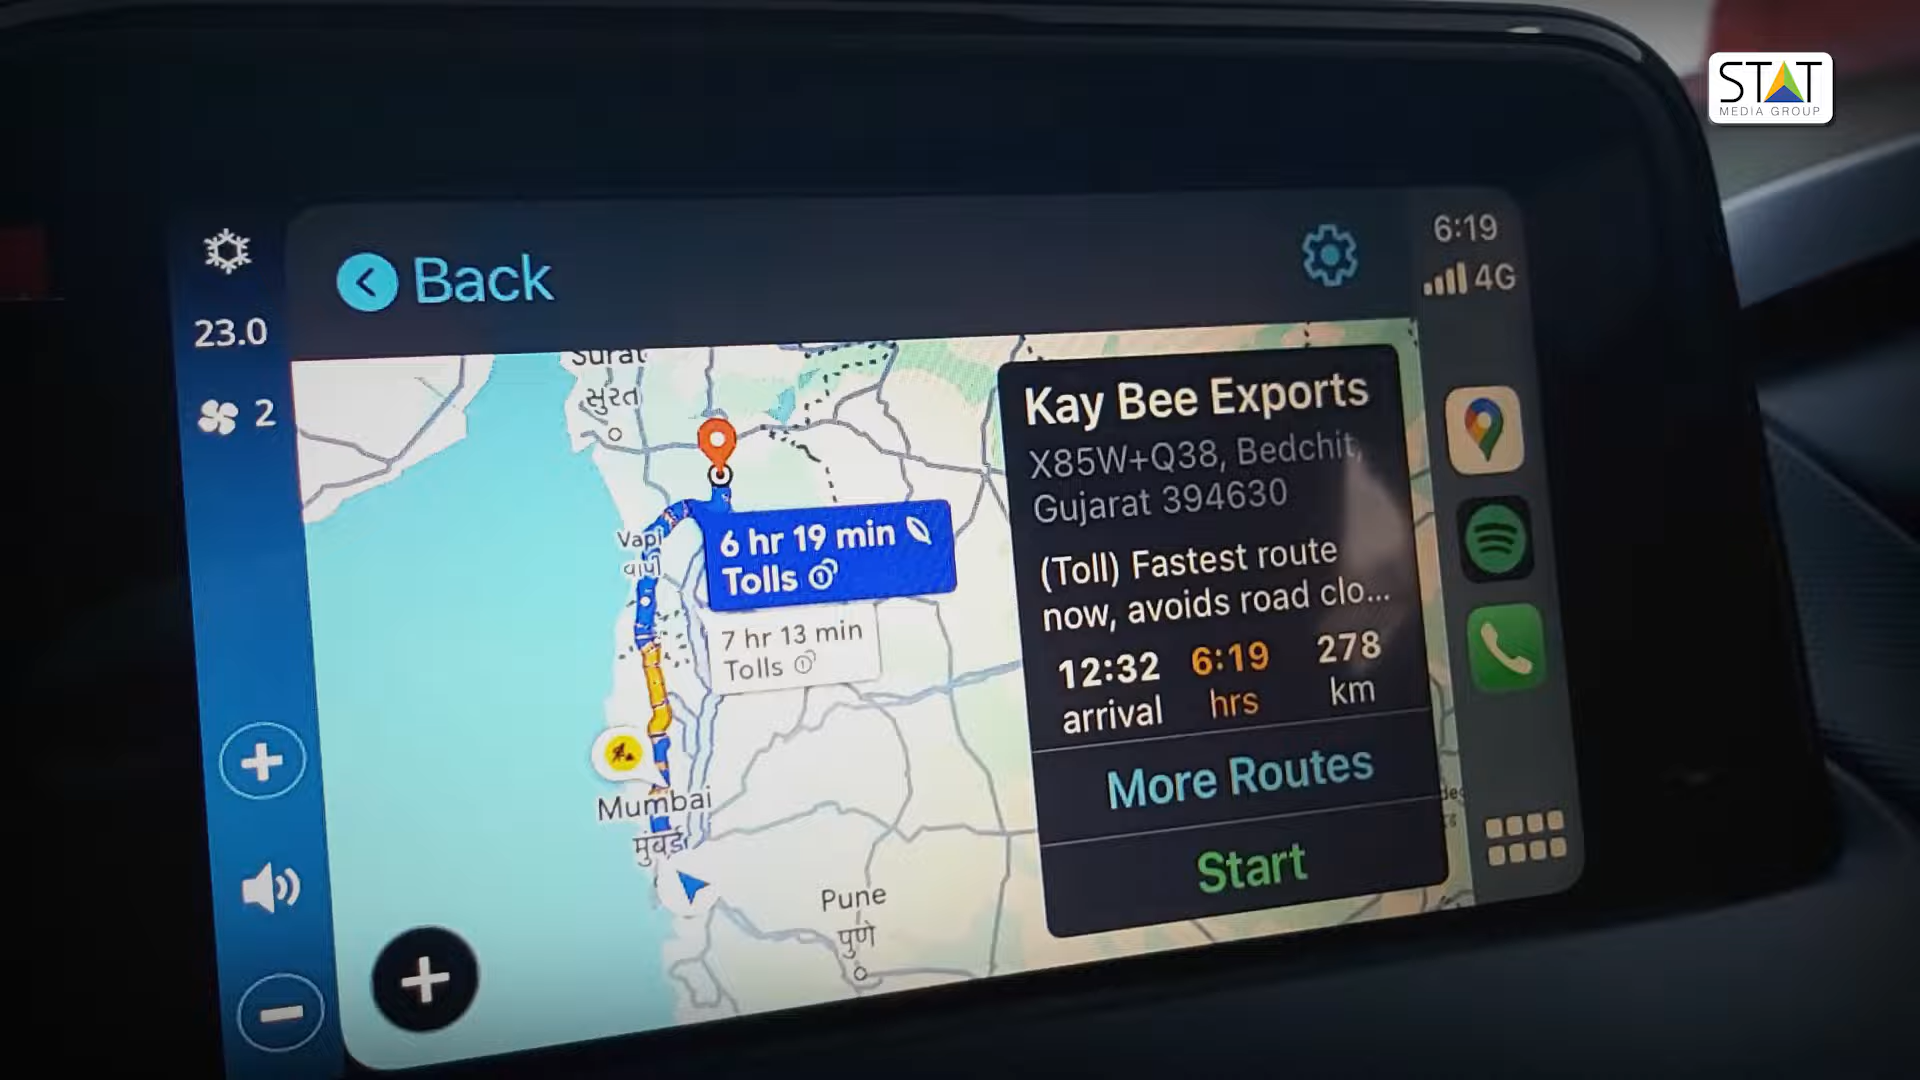 STAT
MEDIA GROUP
6:19
4G
Back
23.0
2
Surat
સુરત
Vapi
વાપી
6 hr 19 min
Tolls
7 hr 13 min
Tolls
Mumbai
मुंबई
Pune
पुणे
Kay Bee Exports
X85W+Q38, Bedchit,
Gujarat 394630
(Toll) Fastest route
now, avoids road clo...
12:32 6:19 278
arrival hrs km
More Routes
Start